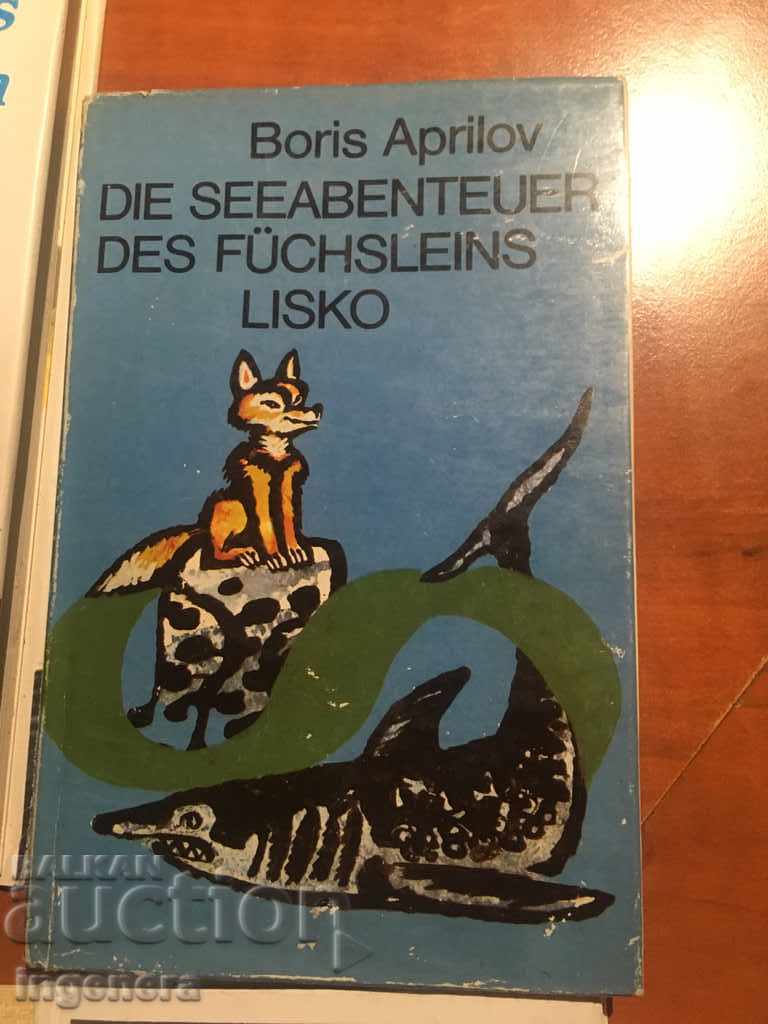 s
Boris Aprilov
DIE SEEABENTEUER
DES FÜCHSLEINS
LISKO
BALKAN
auction
ingenera